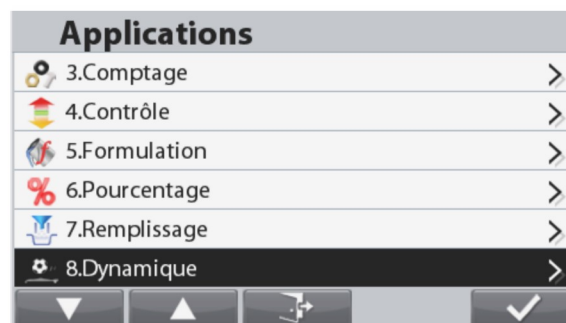 Applications
3.Comptage
4.Contrôle
5.Formulation
6.Pourcentage
7.Remplissage
8.Dynamique